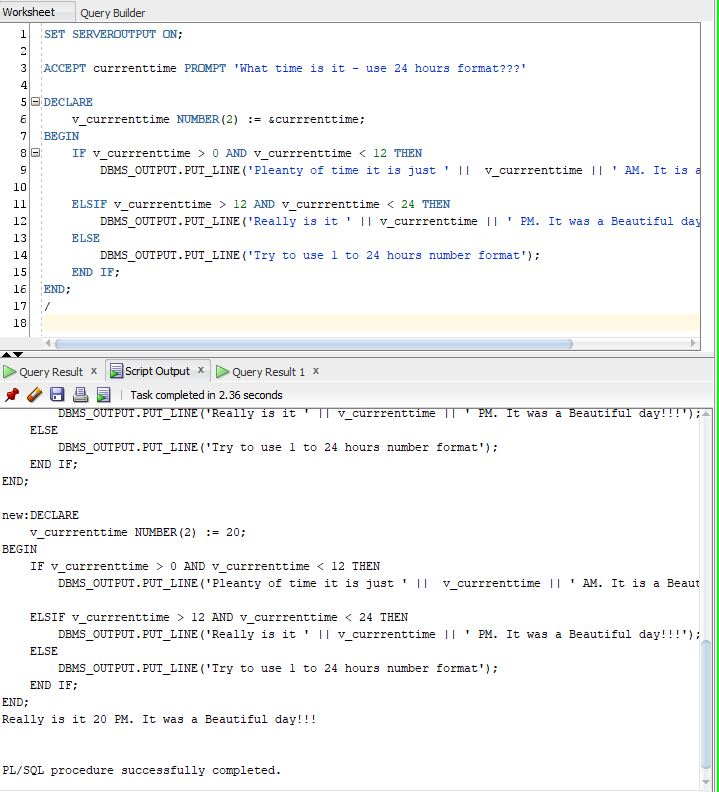 Worksheet Query Builder
1 SET SERVEROUTPUT ON;
2
3 ACCEPT currrenttime PROMPT 'What time is it - use 24 hours format???'
4
5 DECLARE
6 v_currrenttime NUMBER(2) := &currrenttime;
7 BEGIN
8 IF v_currrenttime > 0 AND v_currrenttime < 12 THEN
9 DBMS_OUTPUT.PUT_LINE('Pleanty of time it is just ' || v_currrenttime || ' AM. It is a
10
11 ELSIF v_currrenttime > 12 AND v_currrenttime < 24 THEN
12 DBMS_OUTPUT.PUT_LINE('Really is it ' || v_currrenttime || ' PM. It was a Beautiful day
13 ELSE
14 DBMS_OUTPUT.PUT_LINE('Try to use 1 to 24 hours number format');
15 END IF;
16 END;
17 /
18
Query Result x Script Output x Query Result 1 x
Task completed in 2.36 seconds
DBMS_OUTPUT.PUT_LINE('Really is it ' || v_currrenttime || ' PM. It was a Beautiful day!!!');
ELSE
DBMS_OUTPUT.PUT_LINE('Try to use 1 to 24 hours number format');
END IF;
END;
new:DECLARE
v_currrenttime NUMBER(2) := 20;
BEGIN
IF v_currrenttime > 0 AND v_currrenttime < 12 THEN
DBMS_OUTPUT.PUT_LINE('Pleanty of time it is just ' || v_currrenttime || ' AM. It is a Beaut
ELSIF v_currrenttime > 12 AND v_currrenttime < 24 THEN
DBMS_OUTPUT.PUT_LINE('Really is it ' || v_currrenttime || ' PM. It was a Beautiful day!!!');
ELSE
DBMS_OUTPUT.PUT_LINE('Try to use 1 to 24 hours number format');
END IF;
END;
Really is it 20 PM. It was a Beautiful day!!!
PL/SQL procedure successfully completed.